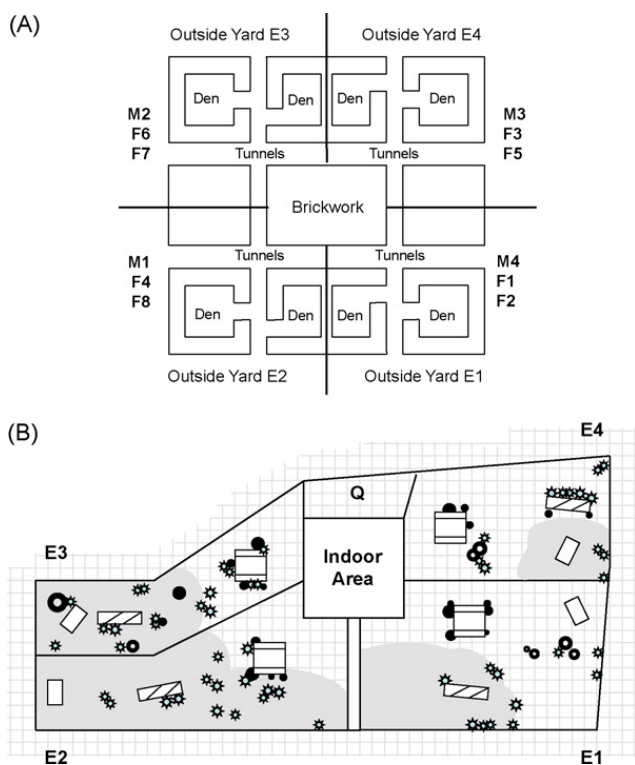 (A)
Outside Yard E3 Outside Yard E4
Den Den Den Den
M2 M3
F6 F3
F7 F5
Tunnels Tunnels
Brickwork
Tunnels Tunnels
M1 M4
F4 F1
F8 F2
Den Den Den Den
Outside Yard E2 Outside Yard E1
(B)
E4
Q
E3
Indoor
Area
E2 E1